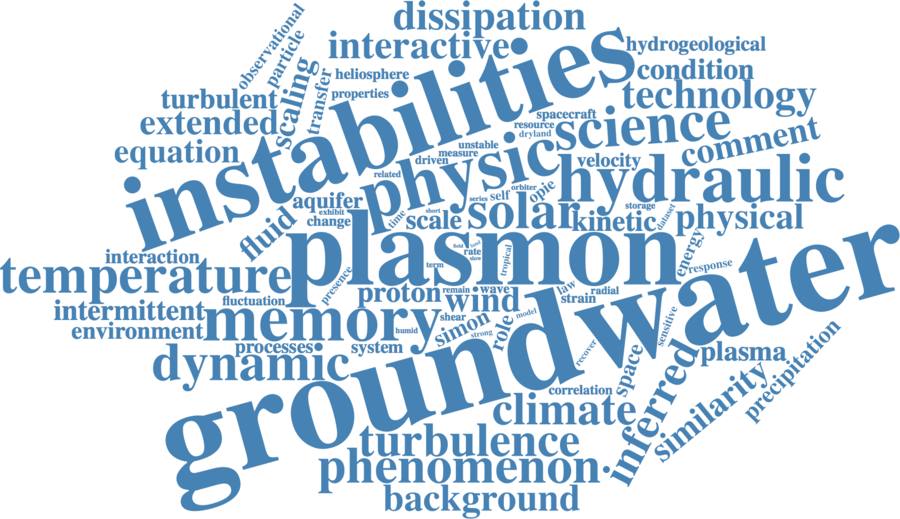 observational
dissipation
particle
interactive
instabilities
hydrogeological
scaling
transfer
heliosphere
condition
turbulent
properties
technology
extended
spacecraft
resource
science
comment
dryland
equation
unstable
measure
physic
velocity
driven
related
hydraulic
aquifer
series
self
orbiter
opie
storage
dataset
exhibit
change
time
short
scale
solar
kinetic
physical
fluid
plasmon
groundwater
field
band
rate
slow
tropical
energy
interaction
temperature
presence
term
response
intermittent
fluctuation
proton
remain
wave
wind
law
radial
strain
environment
memory
humid
shear
simon
strong
role
model
sensitive
processes
system
dynamic
recover
space
inferred
plasma
precipitation
correlation
similarity
climate
turbulence
phenomenon
background